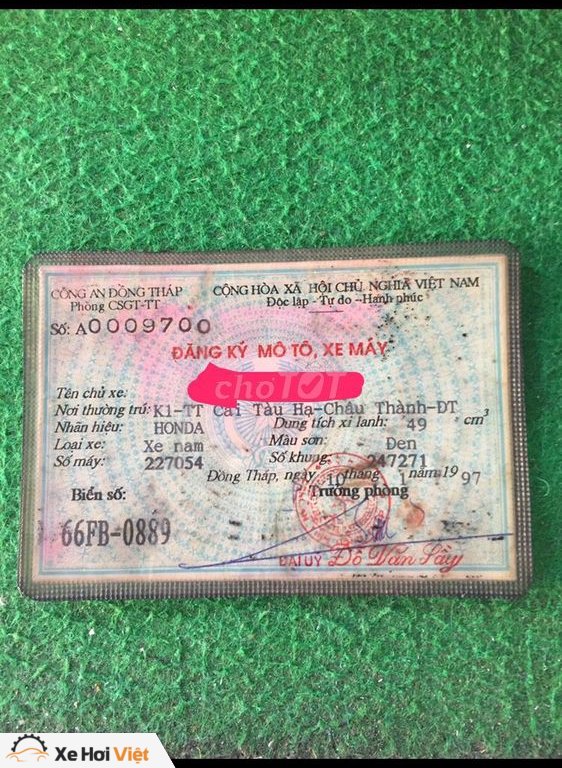 CÔNG AN ĐỒNG THÁP
Phòng CSGT-TT
CỘNG HÒA XÃ HỘI CHỦ NGHĨA VIỆT NAM
Độc lập - Tự do - Hạnh phúc
Số: A0009700
ĐĂNG KÝ MÔ TÔ, XE MÁY
Tên chủ xe:
choTỐT
Nơi thường trú: K1-TT Cái Tàu Hạ-Châu Thành-ĐT
Nhãn hiệu: HONDA Dung tích xi lanh: 49 cm³
Loại xe: Xe nam Màu sơn: Đen
Số máy: 227054 Số khung: 247271
Đồng Tháp, ngày 10 tháng 1 năm 1997
Biển số: Trưởng phòng
66FB-0889
ĐẠI UÝ Đỗ Văn Sây
Xe Hơi Việt